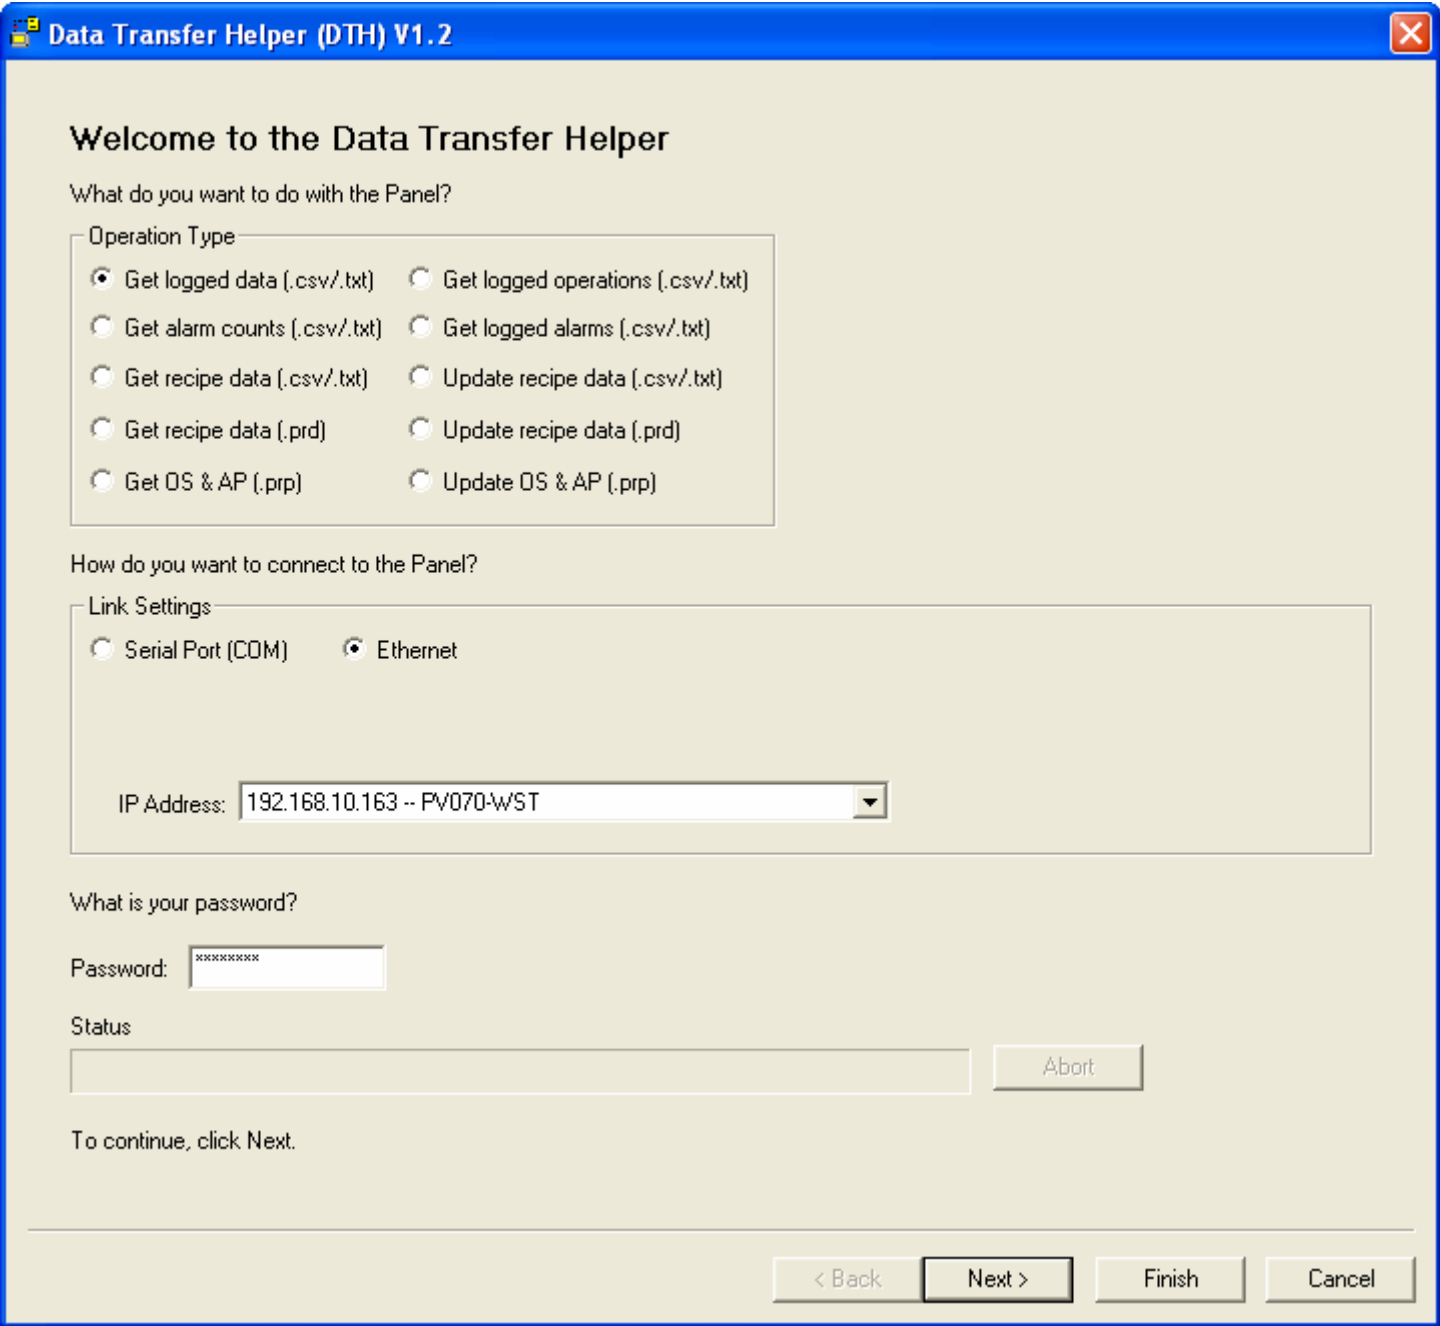 Data Transfer Helper (DTH) V1.2
Welcome to the Data Transfer Helper
What do you want to do with the Panel?
Operation Type
Get logged data (.csv/.txt) Get logged operations (.csv/.txt)
Get alarm counts (.csv/.txt) Get logged alarms (.csv/.txt)
Get recipe data (.csv/.txt) Update recipe data (.csv/.txt)
Get recipe data (.prd) Update recipe data (.prd)
Get OS & AP (.prp) Update OS & AP (.prp)
How do you want to connect to the Panel?
Link Settings
Serial Port (COM) Ethernet
IP Address: 192.168.10.163 -- PV070-WST
What is your password?
Password: ********
Status
Abort
To continue, click Next.
< Back Next > Finish Cancel